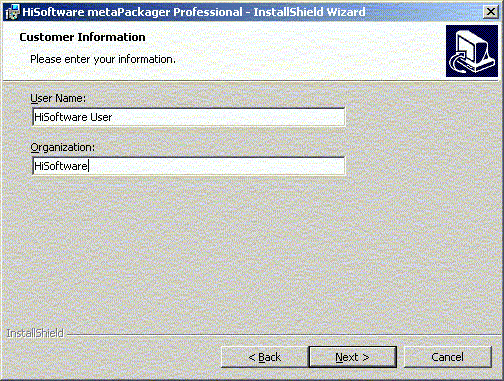 HiSoftware metaPackager Professional - InstallShield Wizard
Customer Information
Please enter your information.
User Name:
HiSoftware User
Organization:
HiSoftware
InstallShield
< Back Next > Cancel